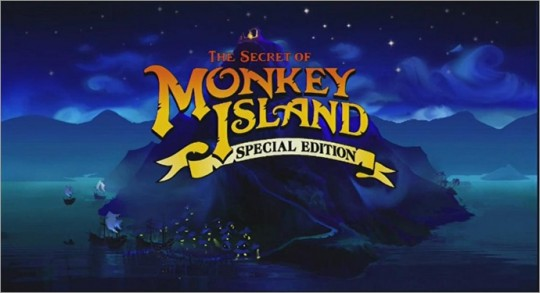 The Secret of
Monkey
Island
SPECIAL EDITION